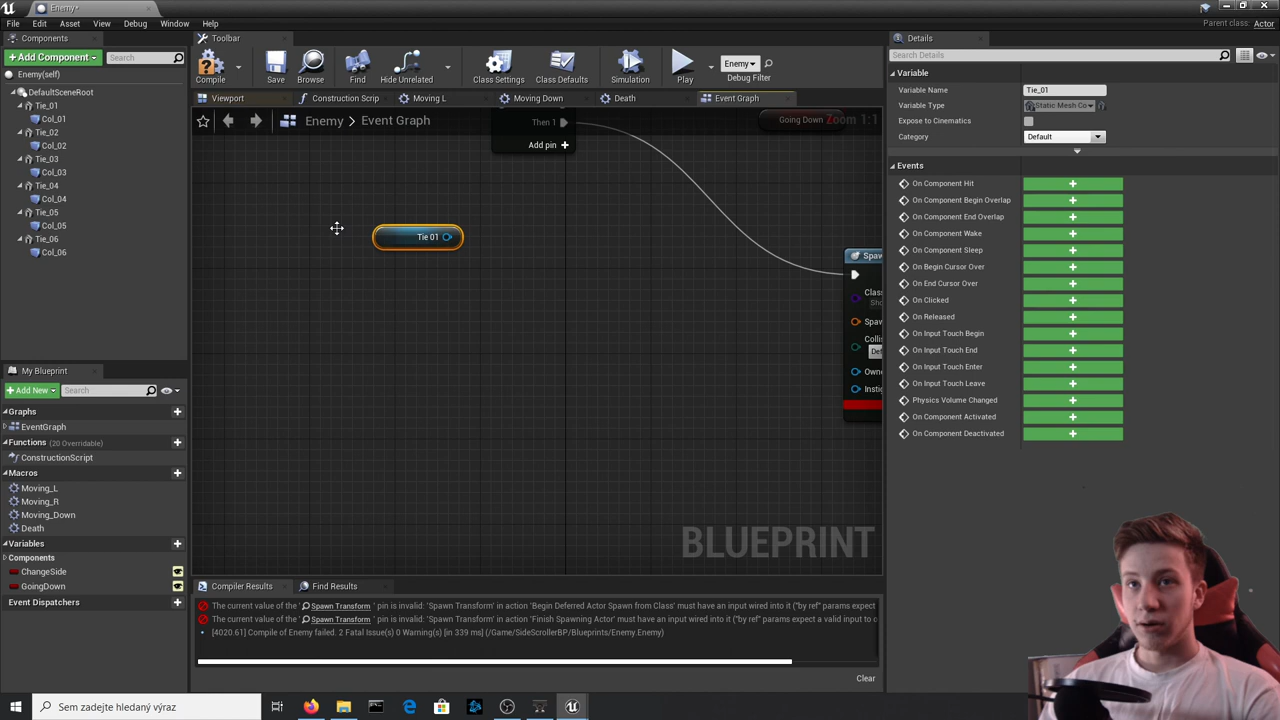 Enemy*
File Edit Asset View Debug Window Help
Parent class: Actor
Components
Toolbar
Details
+Add Component
Search
Enemy(self)
DefaultSceneRoot
Tie_01
Col_01
Tie_02
Col_02
Tie_03
Col_03
Tie_04
Col_04
Tie_05
Col_05
Tie_06
Col_06
Compile
Save
Browse
Find
Hide Unrelated
Class Settings
Class Defaults
Simulation
Play
Enemy
Debug Filter
Viewport
Construction Scrip
Moving L
Moving Down
Death
Event Graph
Enemy > Event Graph
Then 1
Add pin +
Going Down
Zoom 1:1
Tie 01
Spaw
Clas
Spaw
Collis
Def
Owne
Instig
BLUEPRINT
My Blueprint
+Add New
Search
Graphs
EventGraph
Functions (20 Overridable)
ConstructionScript
Macros
Moving_L
Moving_R
Moving_Down
Death
Variables
Components
ChangeSide
GoingDown
Event Dispatchers
Search Details
Variable
Variable Name Tie_01
Variable Type Static Mesh Co
Expose to Cinematics
Category Default
Events
On Component Hit
On Component Begin Overlap
On Component End Overlap
On Component Wake
On Component Sleep
On Begin Cursor Over
On End Cursor Over
On Clicked
On Released
On Input Touch Begin
On Input Touch End
On Input Touch Enter
On Input Touch Leave
Physics Volume Changed
On Component Activated
On Component Deactivated
Compiler Results
Find Results
The current value of the ' Spawn Transform ' pin is invalid: 'Spawn Transform' in action 'Begin Deferred Actor Spawn from Class' must have an input wired into it ("by ref" params expect
The current value of the ' Spawn Transform ' pin is invalid: 'Spawn Transform' in action 'Finish Spawning Actor' must have an input wired into it ("by ref" params expect a valid input to
[4020.61] Compile of Enemy failed. 2 Fatal Issue(s) 0 Warning(s) [in 339 ms] (/Game/SideScrollerBP/Blueprints/Enemy.Enemy)
Clear
Sem zadejte hledaný výraz